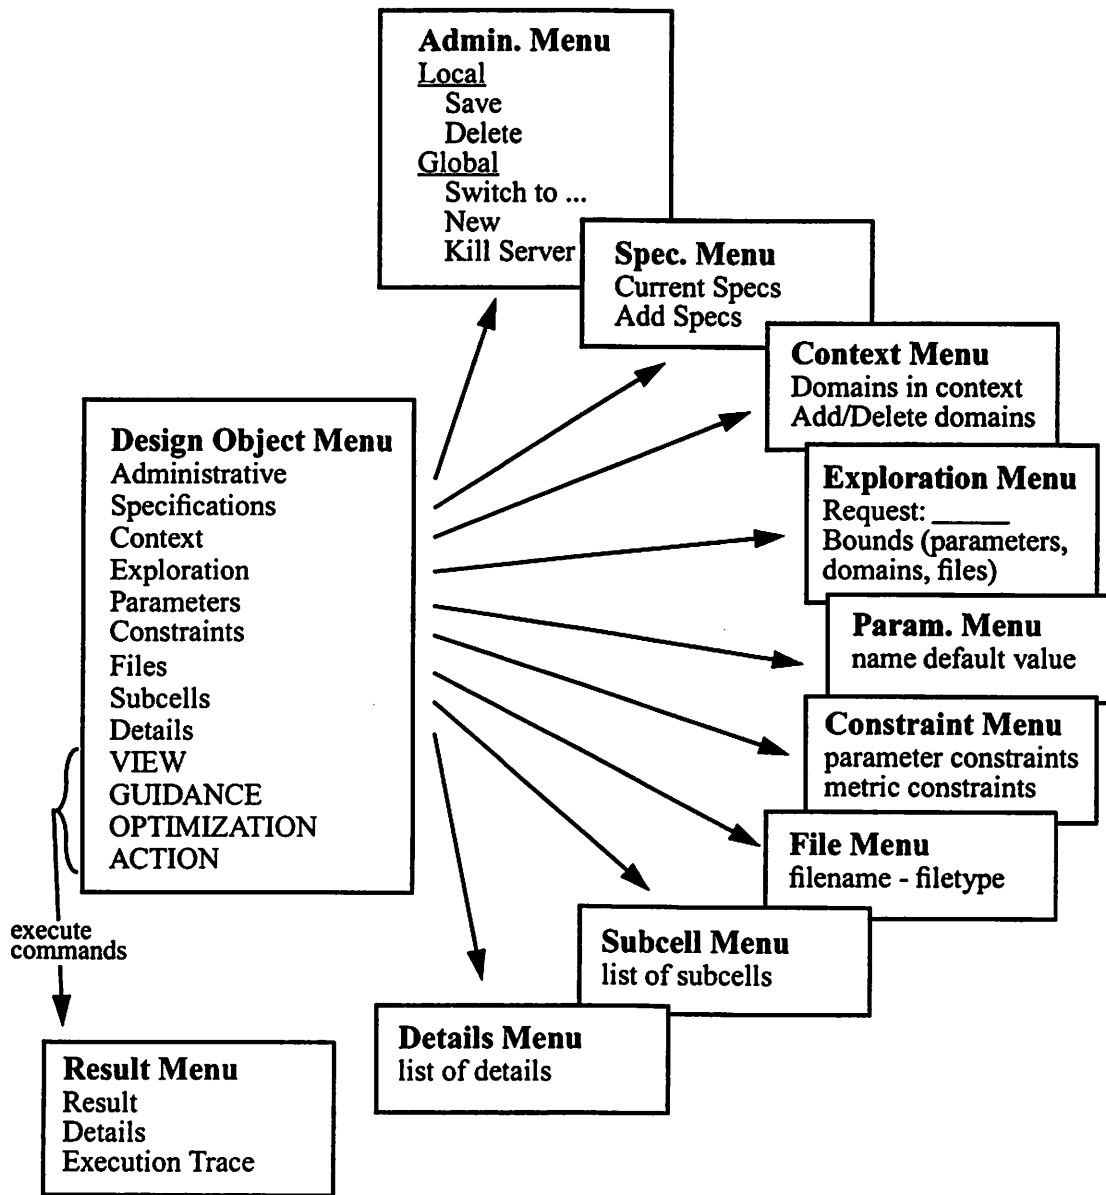 Admin. Menu
Local
Save
Delete
Global
Switch to ...
New
Kill Server
Spec. Menu
Current Specs
Add Specs
Context Menu
Domains in context
Add/Delete domains
Design Object Menu
Administrative
Specifications
Context
Exploration
Parameters
Constraints
Files
Subcells
Details
VIEW
GUIDANCE
OPTIMIZATION
ACTION
Exploration Menu
Request: ______
Bounds (parameters,
domains, files)
Param. Menu
name default value
Constraint Menu
parameter constraints
metric constraints
File Menu
filename - filetype
Subcell Menu
list of subcells
Details Menu
list of details
execute
commands
Result Menu
Result
Details
Execution Trace